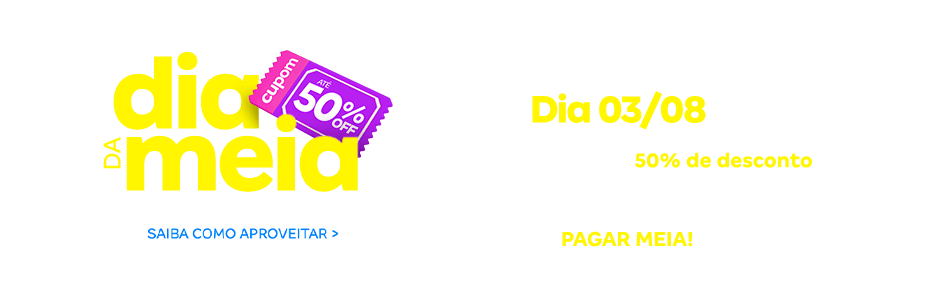 dia
DA meia
cupom
ATÉ
50%
OFF
SAIBA COMO APROVEITAR >
Dia 03/08
50% de desconto
PAGAR MEIA!